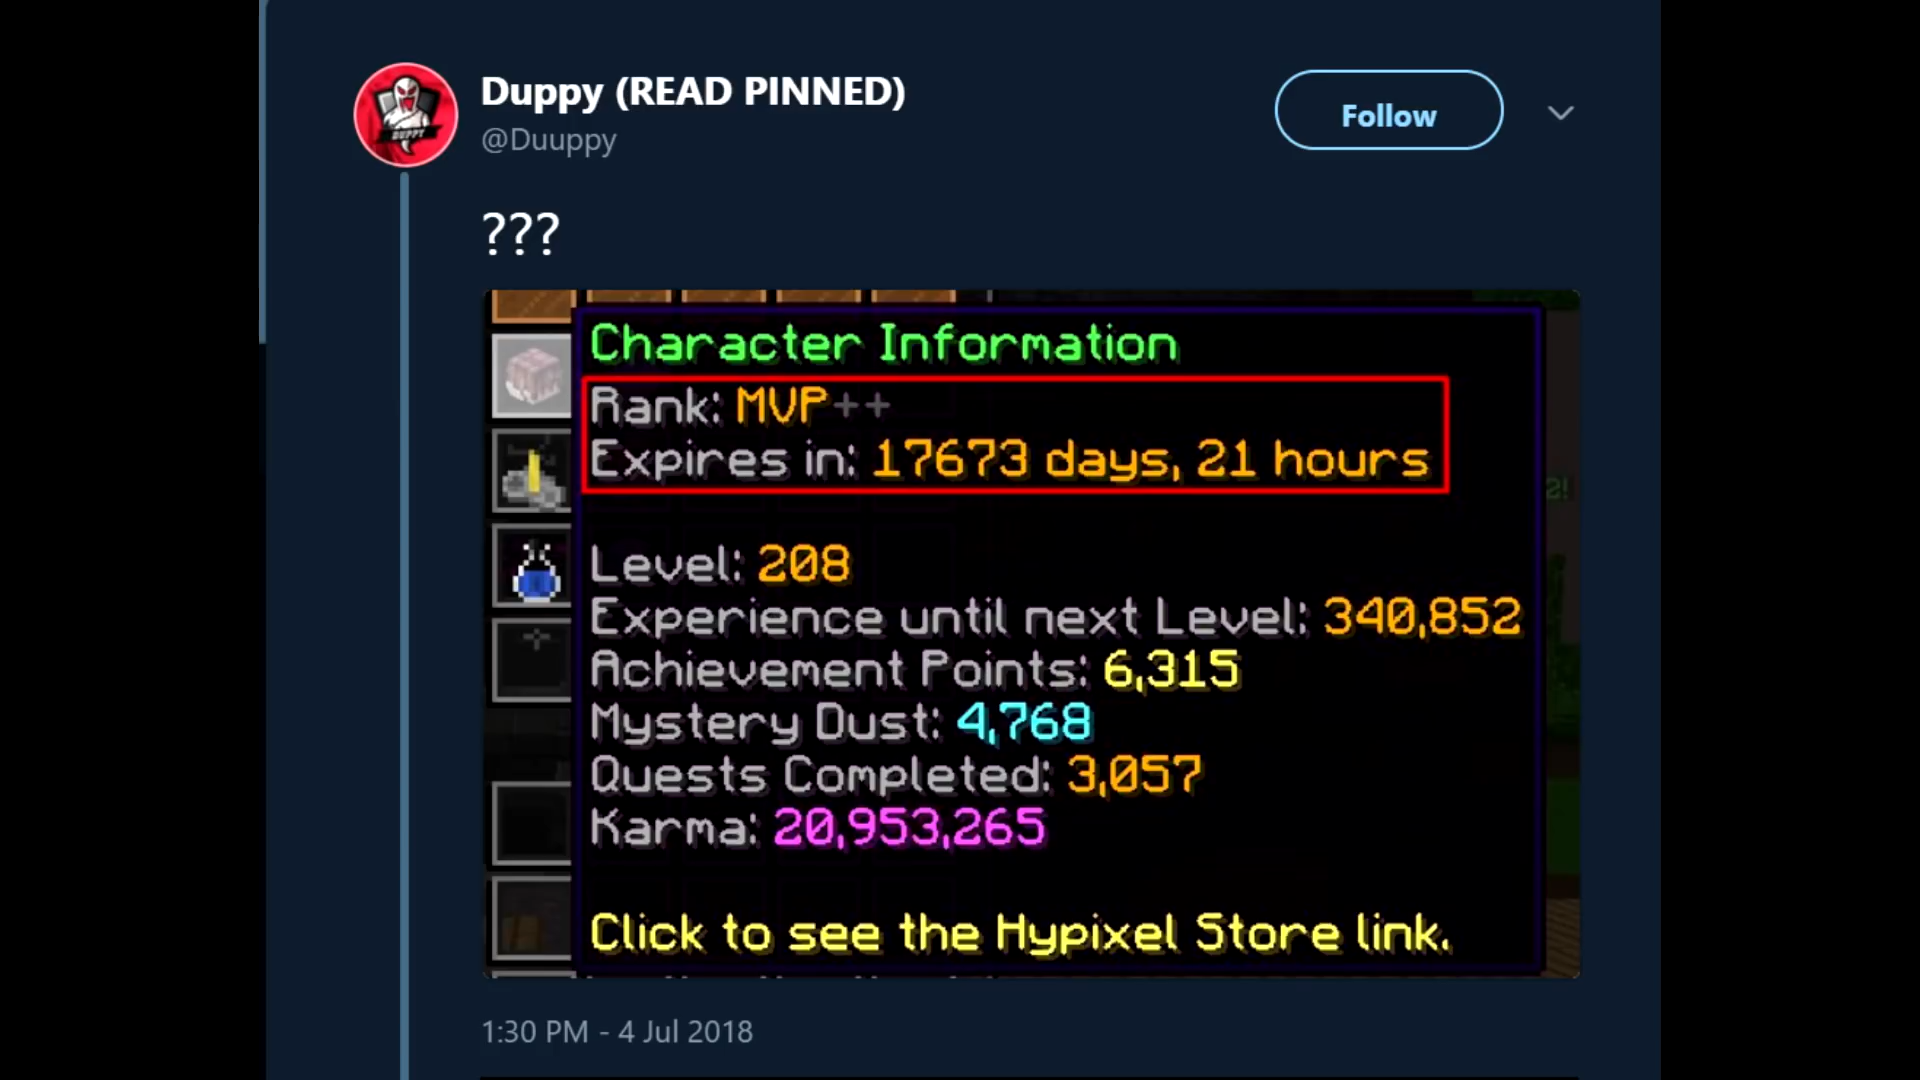 Duppy (READ PINNED)
@Duuppy
Follow
???
Character Information
Rank: MVP++
Expires in: 17673 days, 21 hours
Level: 208
Experience until next Level: 340,852
Achievement Points: 6,315
Mystery Dust: 4,768
Quests Completed: 3,057
Karma: 20,953,265
Click to see the Hypixel Store link.
2!
DUPPY
1:30 PM - 4 Jul 2018